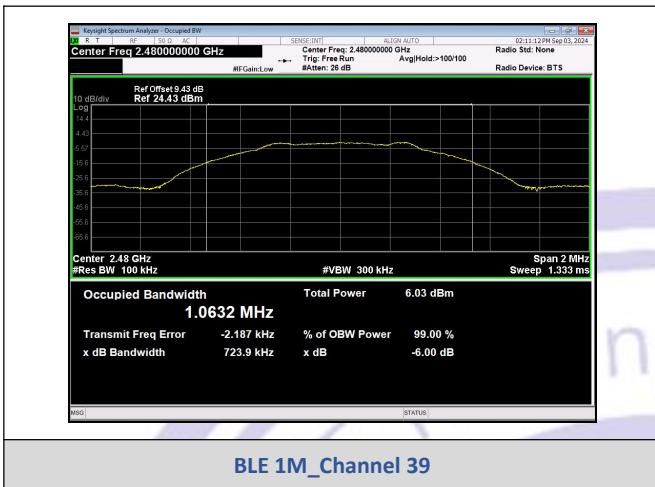 Keysight Spectrum Analyzer - Occupied BW
LXI R T RF 50 Ω AC SENSE:INT ALIGN AUTO 02:11:12 PM Sep 03, 2024
Center Freq 2.480000000 GHz Center Freq: 2.480000000 GHz Radio Std: None
Trig: Free Run Avg|Hold:>100/100
#IFGain:Low #Atten: 26 dB Radio Device: BTS
Ref Offset 9.43 dB
10 dB/div Ref 24.43 dBm
Log
14.4
4.43
-5.57
-15.6
-25.6
-35.6
-45.6
-55.6
-65.6
Center 2.48 GHz Span 2 MHz
#Res BW 100 kHz #VBW 300 kHz Sweep 1.333 ms
Occupied Bandwidth Total Power 6.03 dBm
1.0632 MHz
Transmit Freq Error -2.187 kHz % of OBW Power 99.00 %
x dB Bandwidth 723.9 kHz x dB -6.00 dB
MSG STATUS
n
BLE 1M_Channel 39